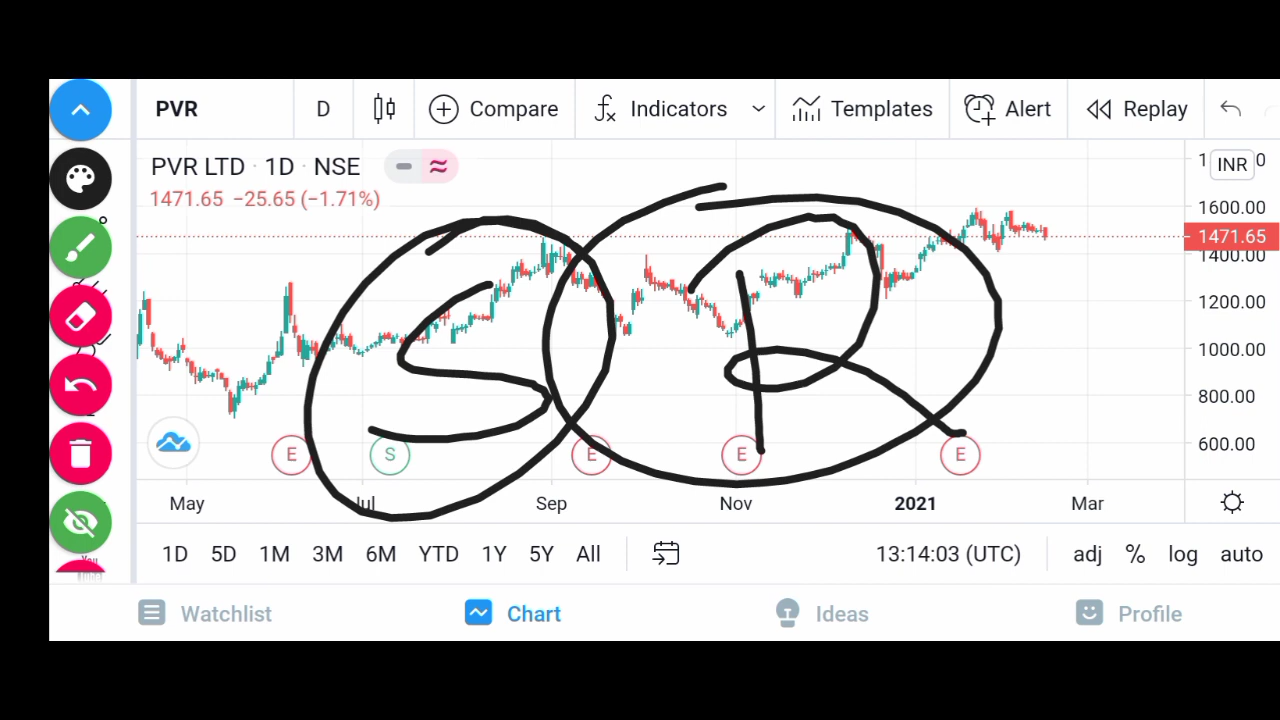 PVR D Compare Indicators Templates Alert Replay
PVR LTD · 1D · NSE
INR
1471.65 −25.65 (−1.71%)
1600.00
1471.65
1400.00
1200.00
1000.00
800.00
600.00
S R
E S E E E
May Jul Sep Nov 2021 Mar
1D 5D 1M 3M 6M YTD 1Y 5Y All 13:14:03 (UTC) adj % log auto
Watchlist Chart Ideas Profile